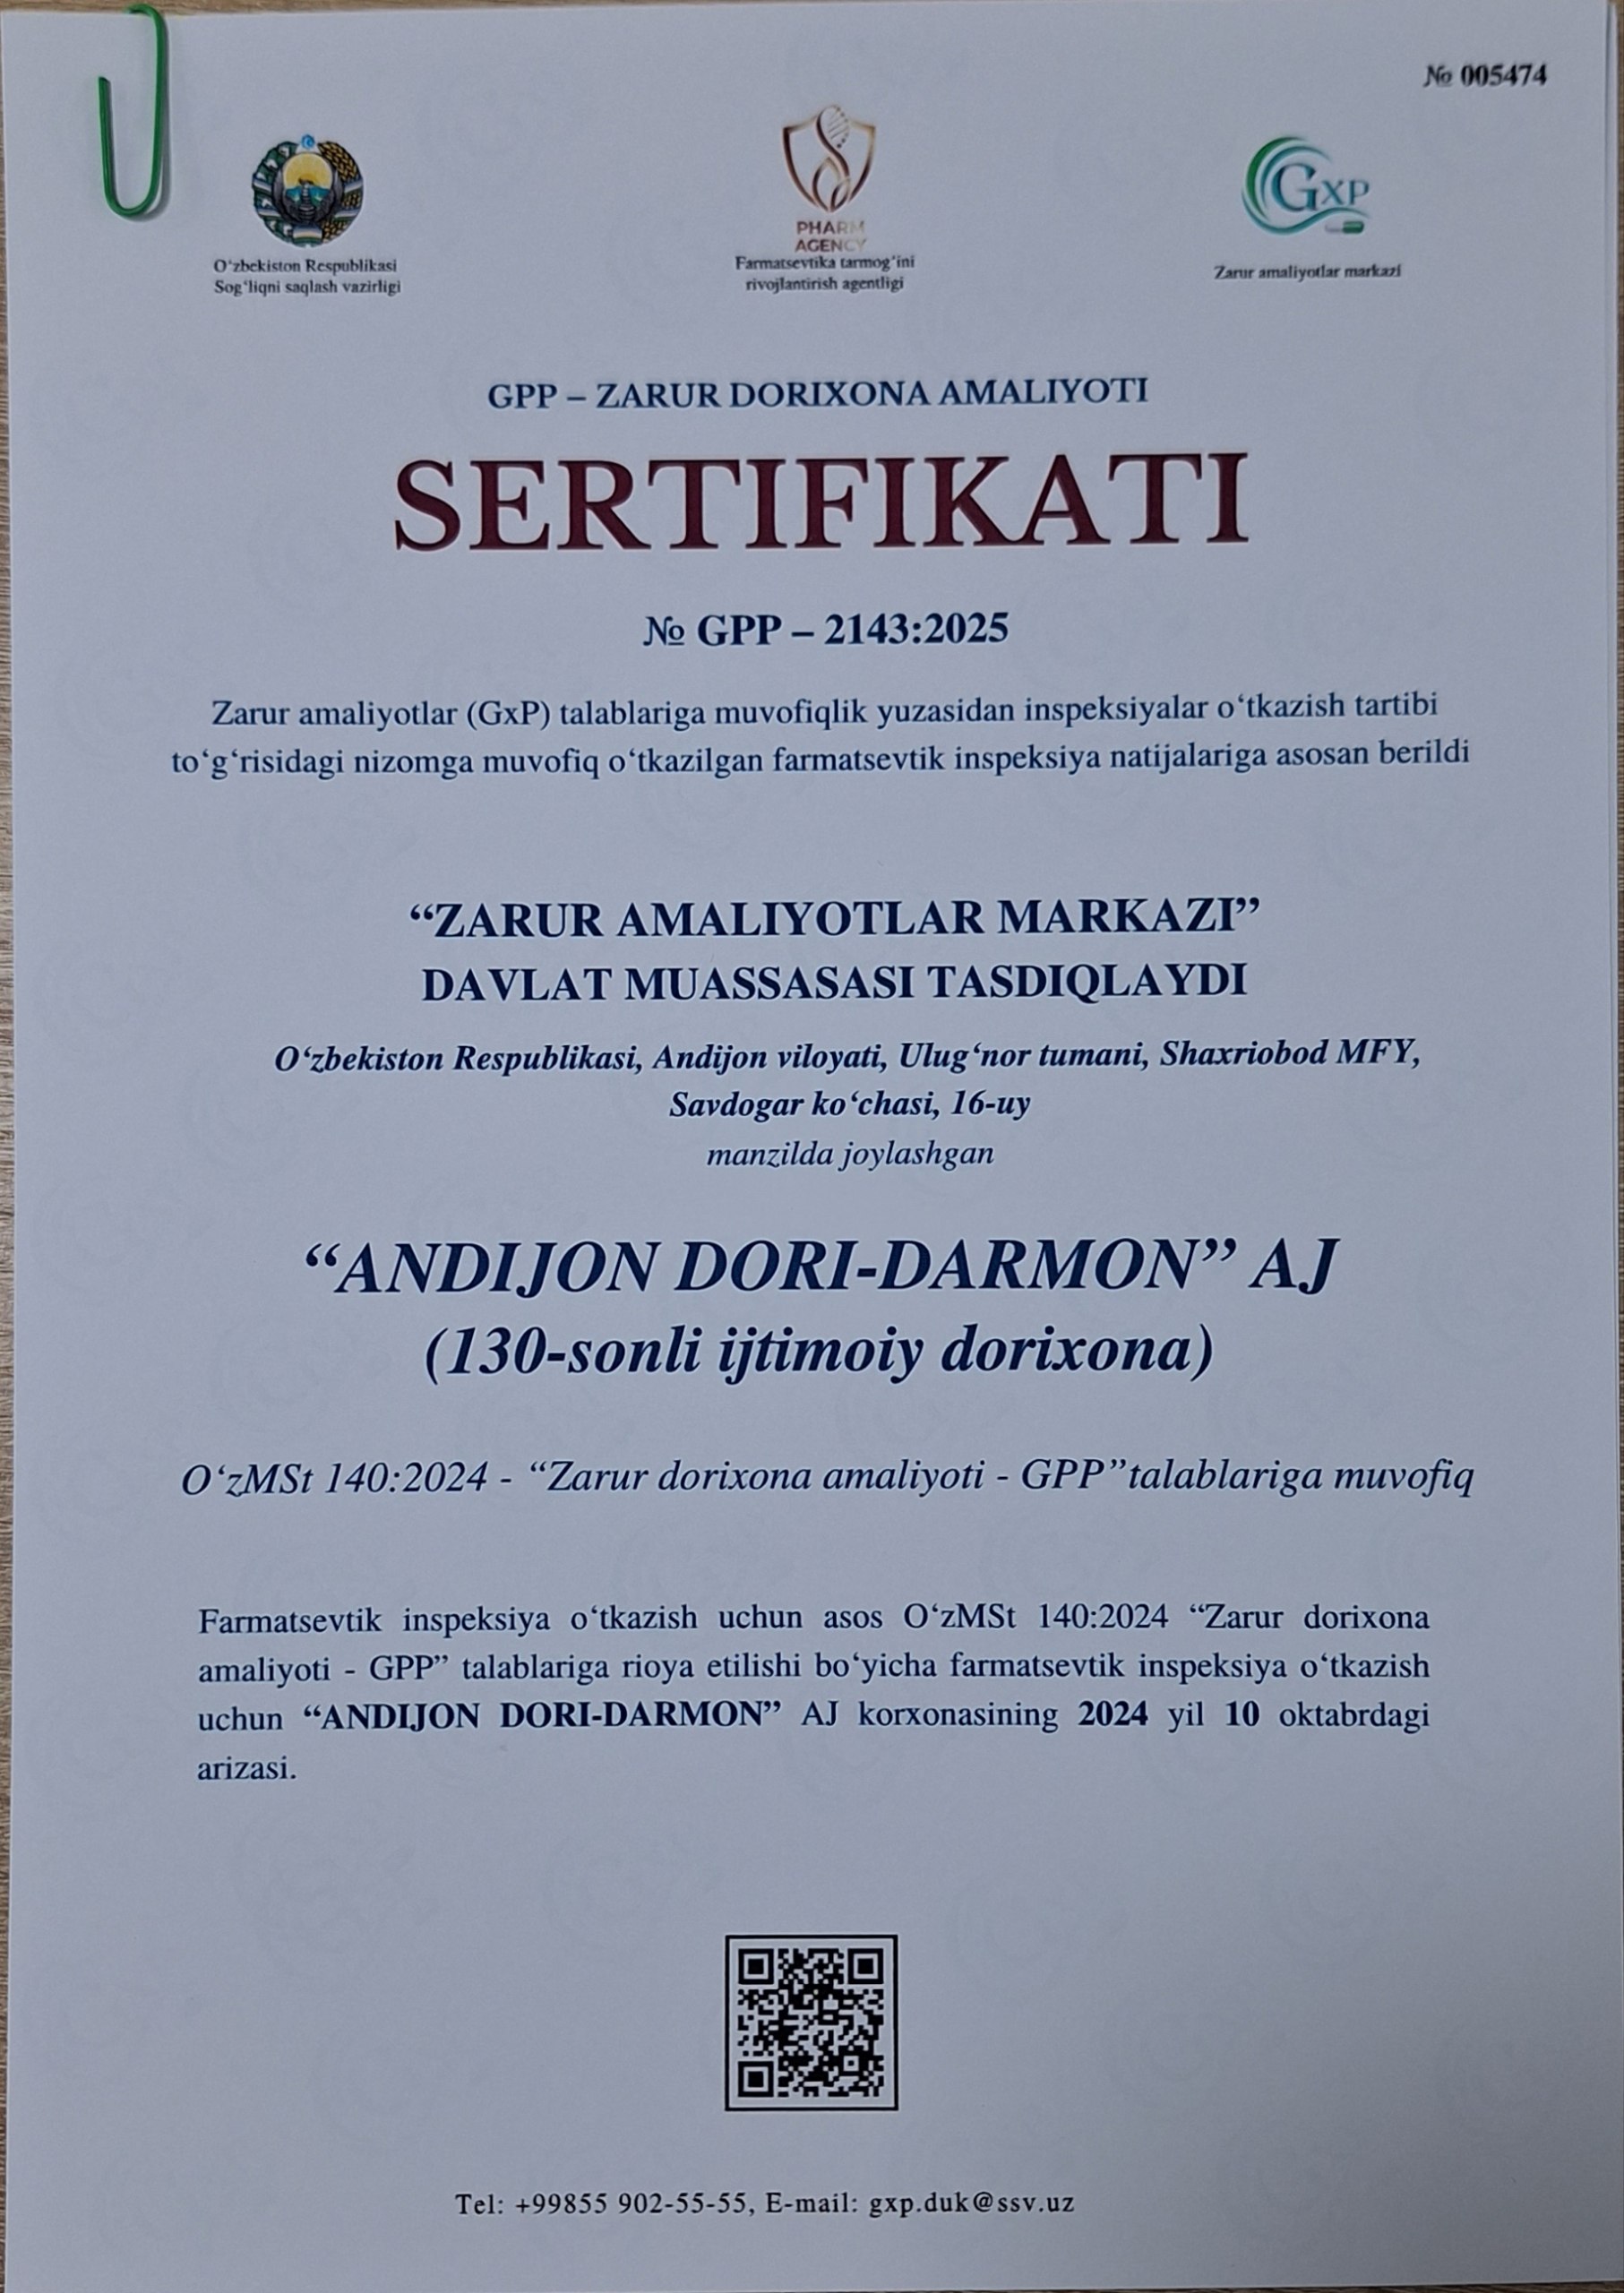 № 005474
O‘zbekiston Respublikasi
Sog‘liqni saqlash vazirligi
PHARM
AGENCY
Farmatsevtika tarmog‘ini
rivojlantirish agentligi
GXP
Zarur amaliyotlar markazi
GPP – ZARUR DORIXONA AMALIYOTI
SERTIFIKATI
№ GPP – 2143:2025
Zarur amaliyotlar (GxP) talablariga muvofiqlik yuzasidan inspeksiyalar o‘tkazish tartibi
to‘g‘risidagi nizomga muvofiq o‘tkazilgan farmatsevtik inspeksiya natijalariga asosan berildi
“ZARUR AMALIYOTLAR MARKAZI”
DAVLAT MUASSASASI TASDIQLAYDI
O‘zbekiston Respublikasi, Andijon viloyati, Ulug‘nor tumani, Shaxriobod MFY,
Savdogar ko‘chasi, 16-uy
manzilda joylashgan
“ANDIJON DORI-DARMON” AJ
(130-sonli ijtimoiy dorixona)
O‘zMSt 140:2024 - “Zarur dorixona amaliyoti - GPP”talablariga muvofiq
Farmatsevtik inspeksiya o‘tkazish uchun asos O‘zMSt 140:2024 “Zarur dorixona
amaliyoti - GPP” talablariga rioya etilishi bo‘yicha farmatsevtik inspeksiya o‘tkazish
uchun “ANDIJON DORI-DARMON” AJ korxonasining 2024 yil 10 oktabrdagi
arizasi.
Tel: +99855 902-55-55, E-mail: gxp.duk@ssv.uz